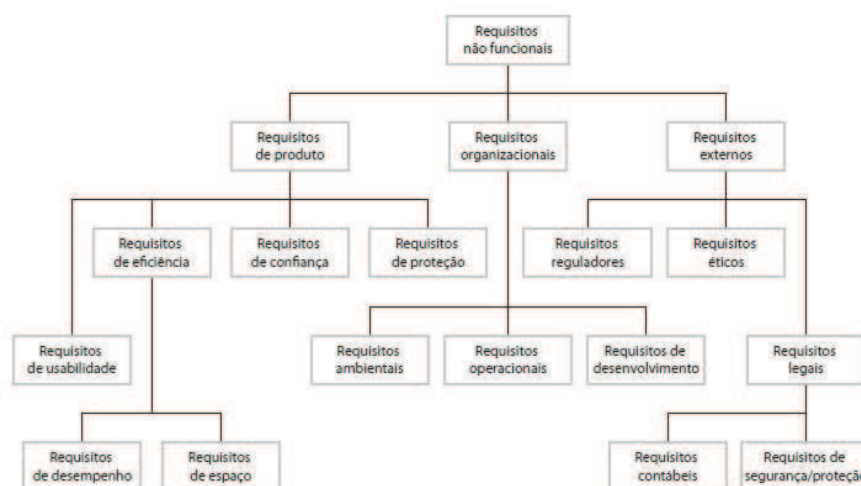 Requisitos
não funcionais
Requisitos
de produto
Requisitos
organizacionais
Requisitos
externos
Requisitos
de eficiência
Requisitos
de confiança
Requisitos
de proteção
Requisitos
reguladores
Requisitos
éticos
Requisitos
de usabilidade
Requisitos
ambientais
Requisitos
operacionais
Requisitos de
desenvolvimento
Requisitos
legais
Requisitos
de desempenho
Requisitos
de espaço
Requisitos
contábeis
Requisitos de
segurança/proteção